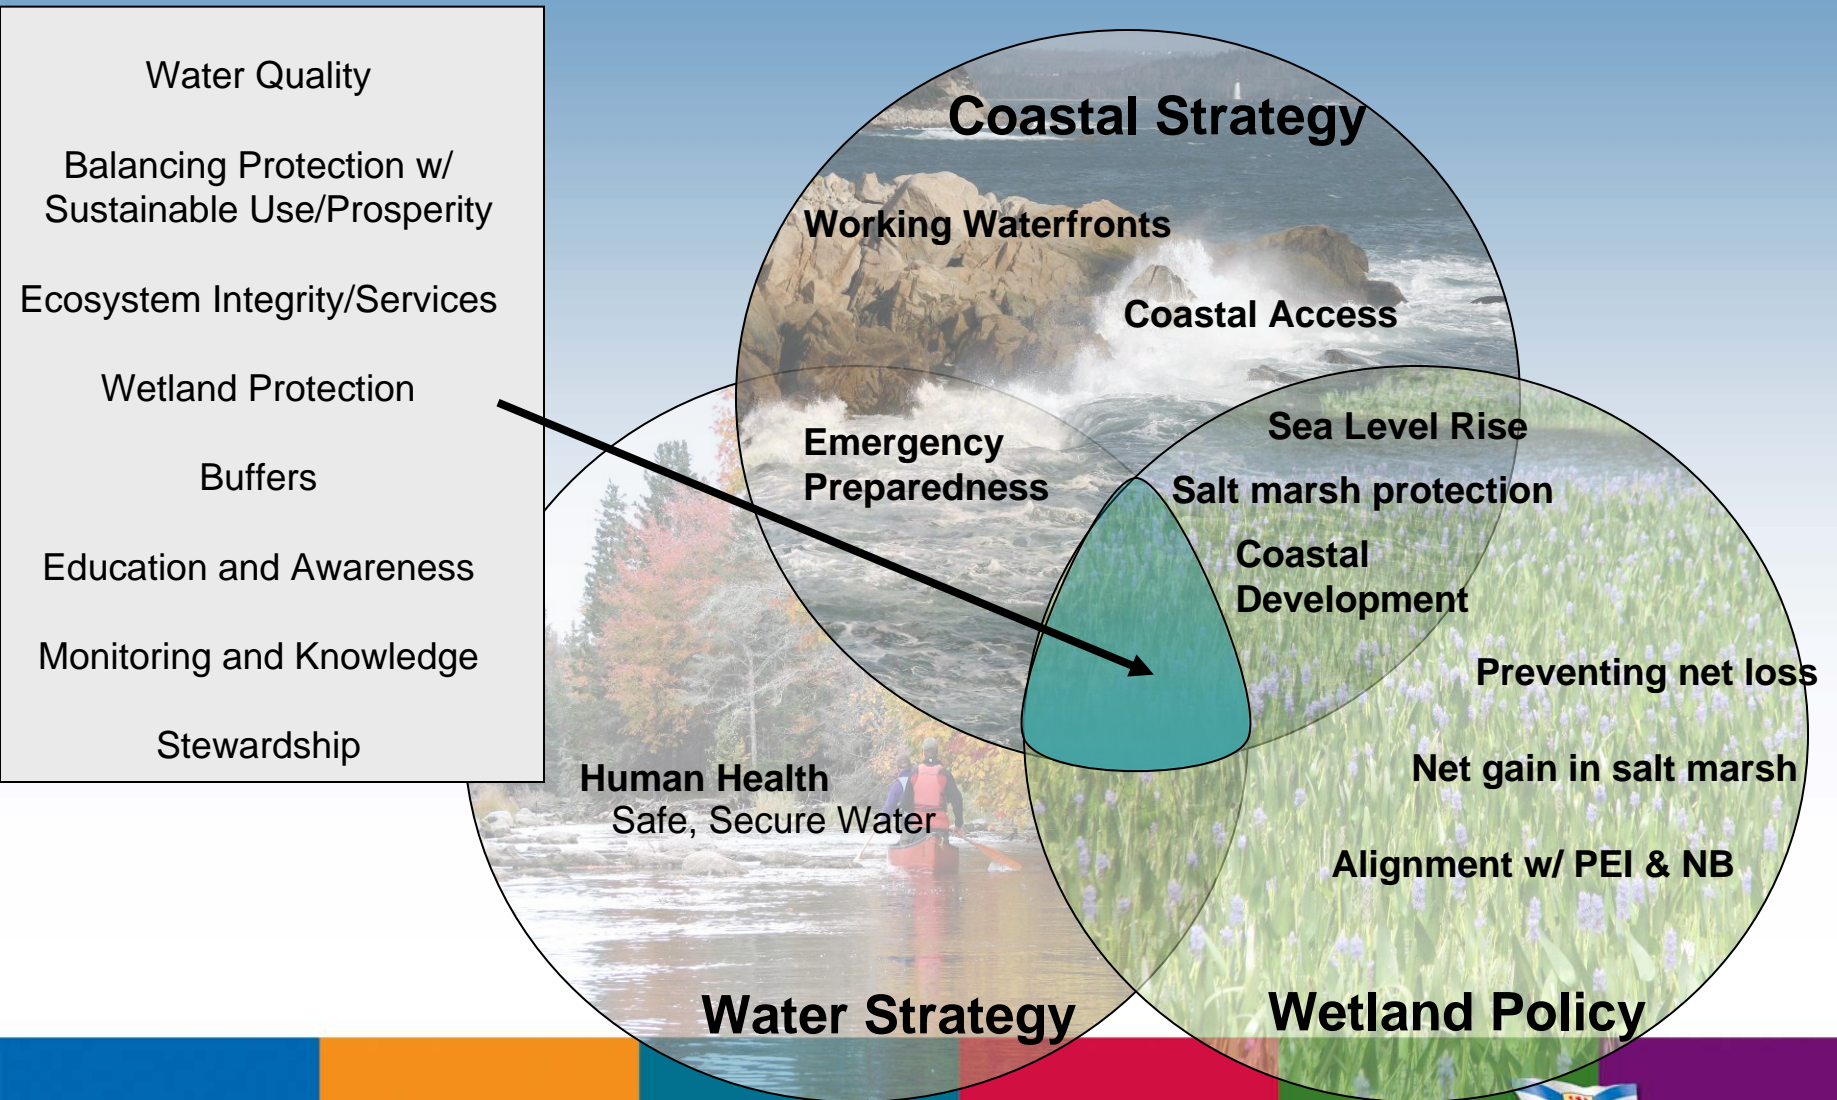 Water Quality
Balancing Protection w/
Sustainable Use/Prosperity
Ecosystem Integrity/Services
Wetland Protection
Buffers
Education and Awareness
Monitoring and Knowledge
Stewardship
Coastal Strategy
Working Waterfronts
Coastal Access
Emergency
Preparedness
Sea Level Rise
Salt marsh protection
Coastal
Development
Preventing net loss
Net gain in salt marsh
Alignment w/ PEI & NB
Human Health
Safe, Secure Water
Water Strategy
Wetland Policy